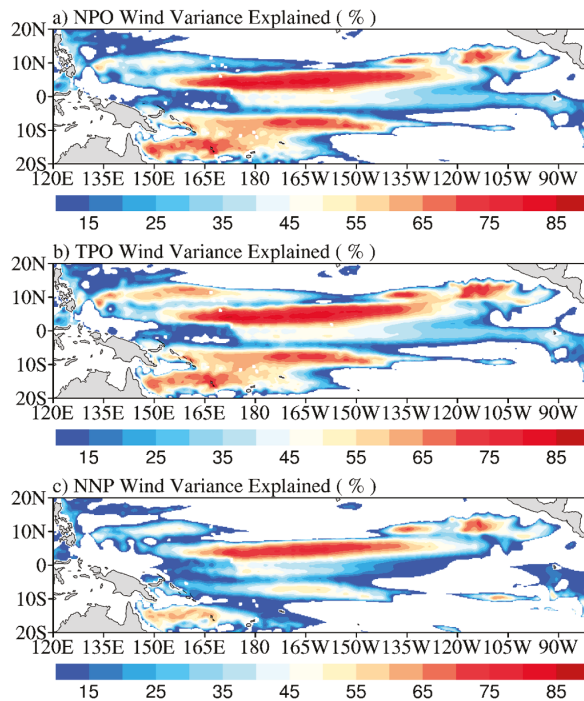 a) NPO Wind Variance Explained ( % )
20N
10N
0
10S
20S
120E 135E 150E 165E 180 165W 150W 135W 120W 105W 90W
15 25 35 45 55 65 75 85
b) TPO Wind Variance Explained ( % )
20N
10N
0
10S
20S
120E 135E 150E 165E 180 165W 150W 135W 120W 105W 90W
15 25 35 45 55 65 75 85
c) NNP Wind Variance Explained ( % )
20N
10N
0
10S
20S
120E 135E 150E 165E 180 165W 150W 135W 120W 105W 90W
15 25 35 45 55 65 75 85